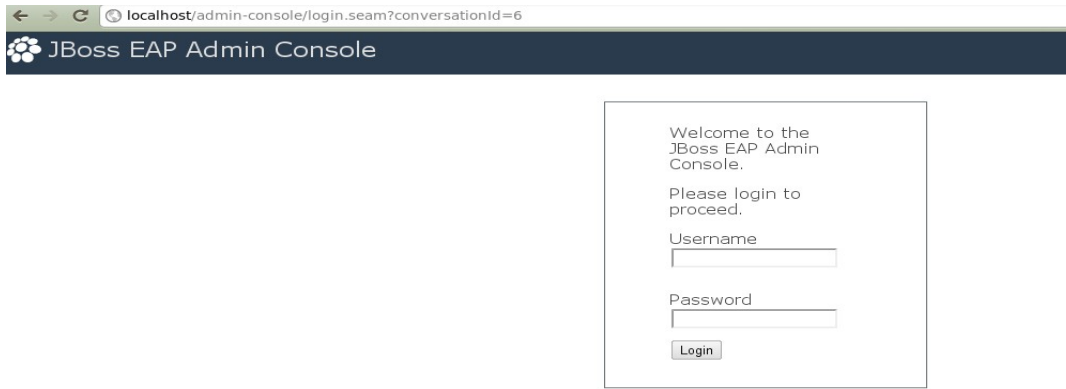 localhost/admin-console/login.seam?conversationId=6
JBoss EAP Admin Console
Welcome to the
JBoss EAP Admin
Console.
Please login to
proceed.
Username
Password
Login